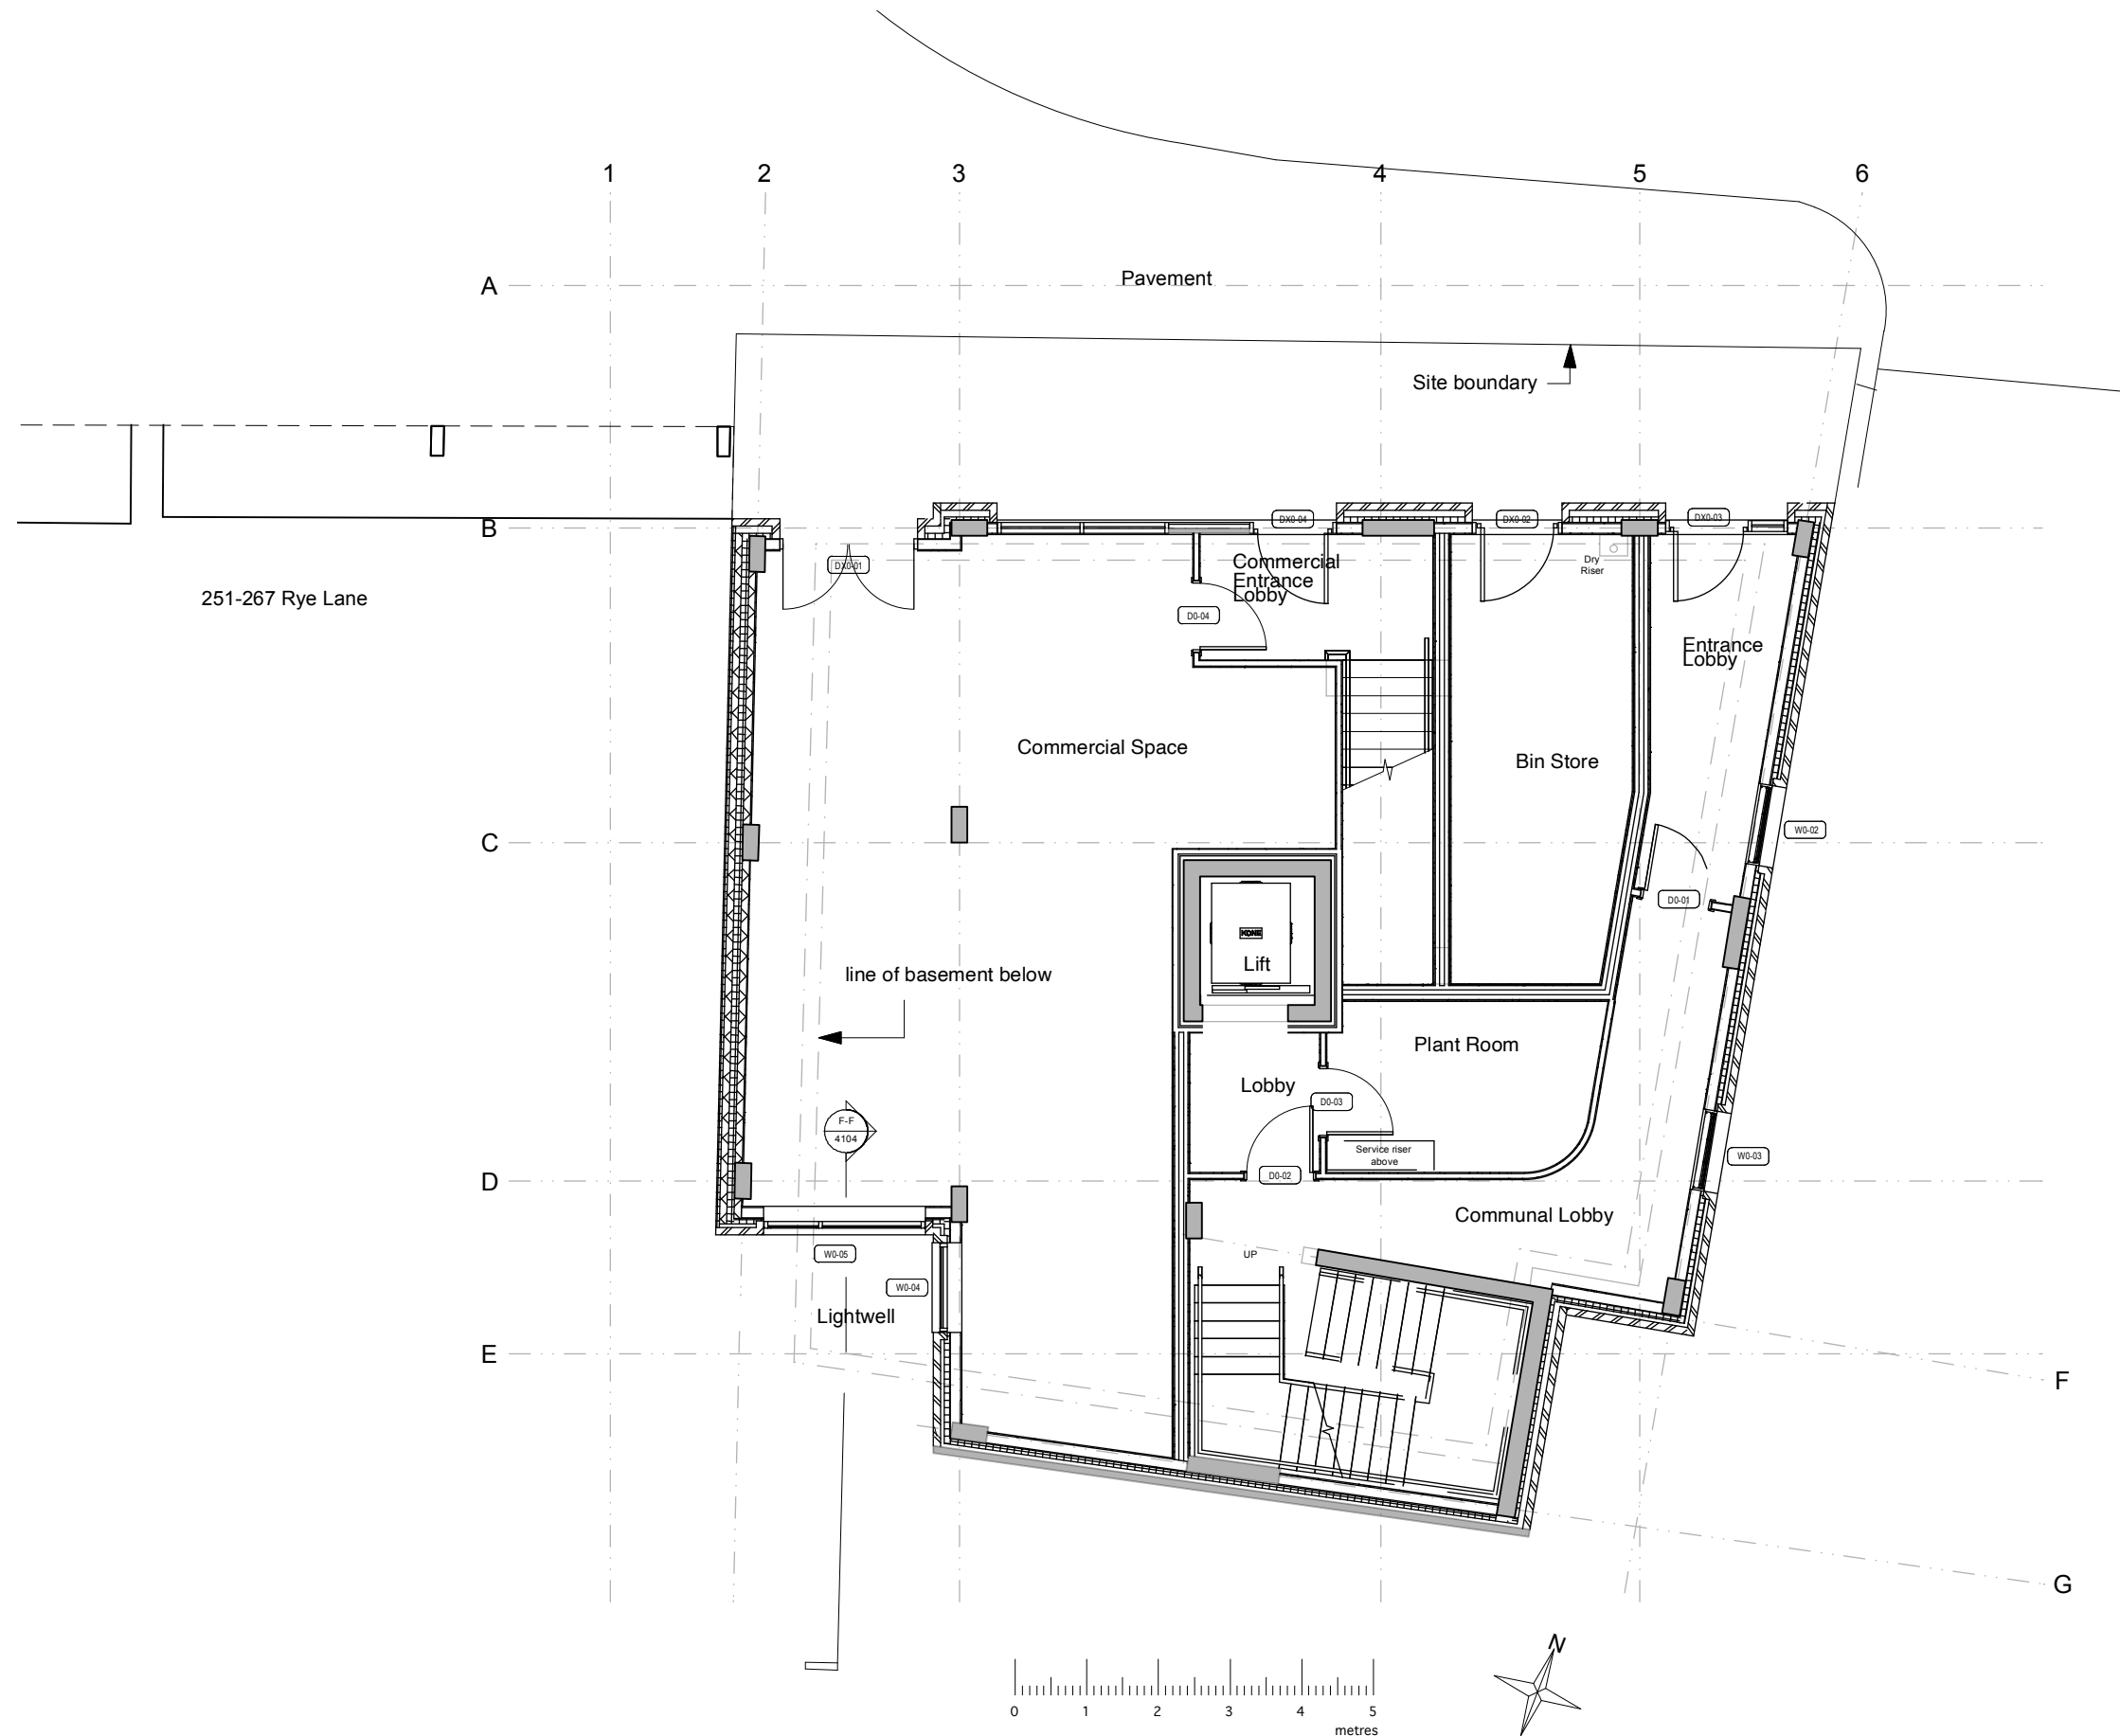 1
2
3
4
5
6
A
Pavement
Site boundary
B
DX0-04
DX0-02
DX0-03
DX0-01
Commercial
Entrance
Lobby
Dry
Riser
251-267 Rye Lane
D0-04
Entrance
Lobby
Commercial Space
Bin Store
W0-02
C
D0-01
KONE
Lift
line of basement below
Plant Room
Lobby
D0-03
F-F
4104
Service riser
above
W0-03
D
D0-02
Communal Lobby
UP
W0-05
W0-04
Lightwell
E
F
G
N
0
1
2
3
4
5
metres